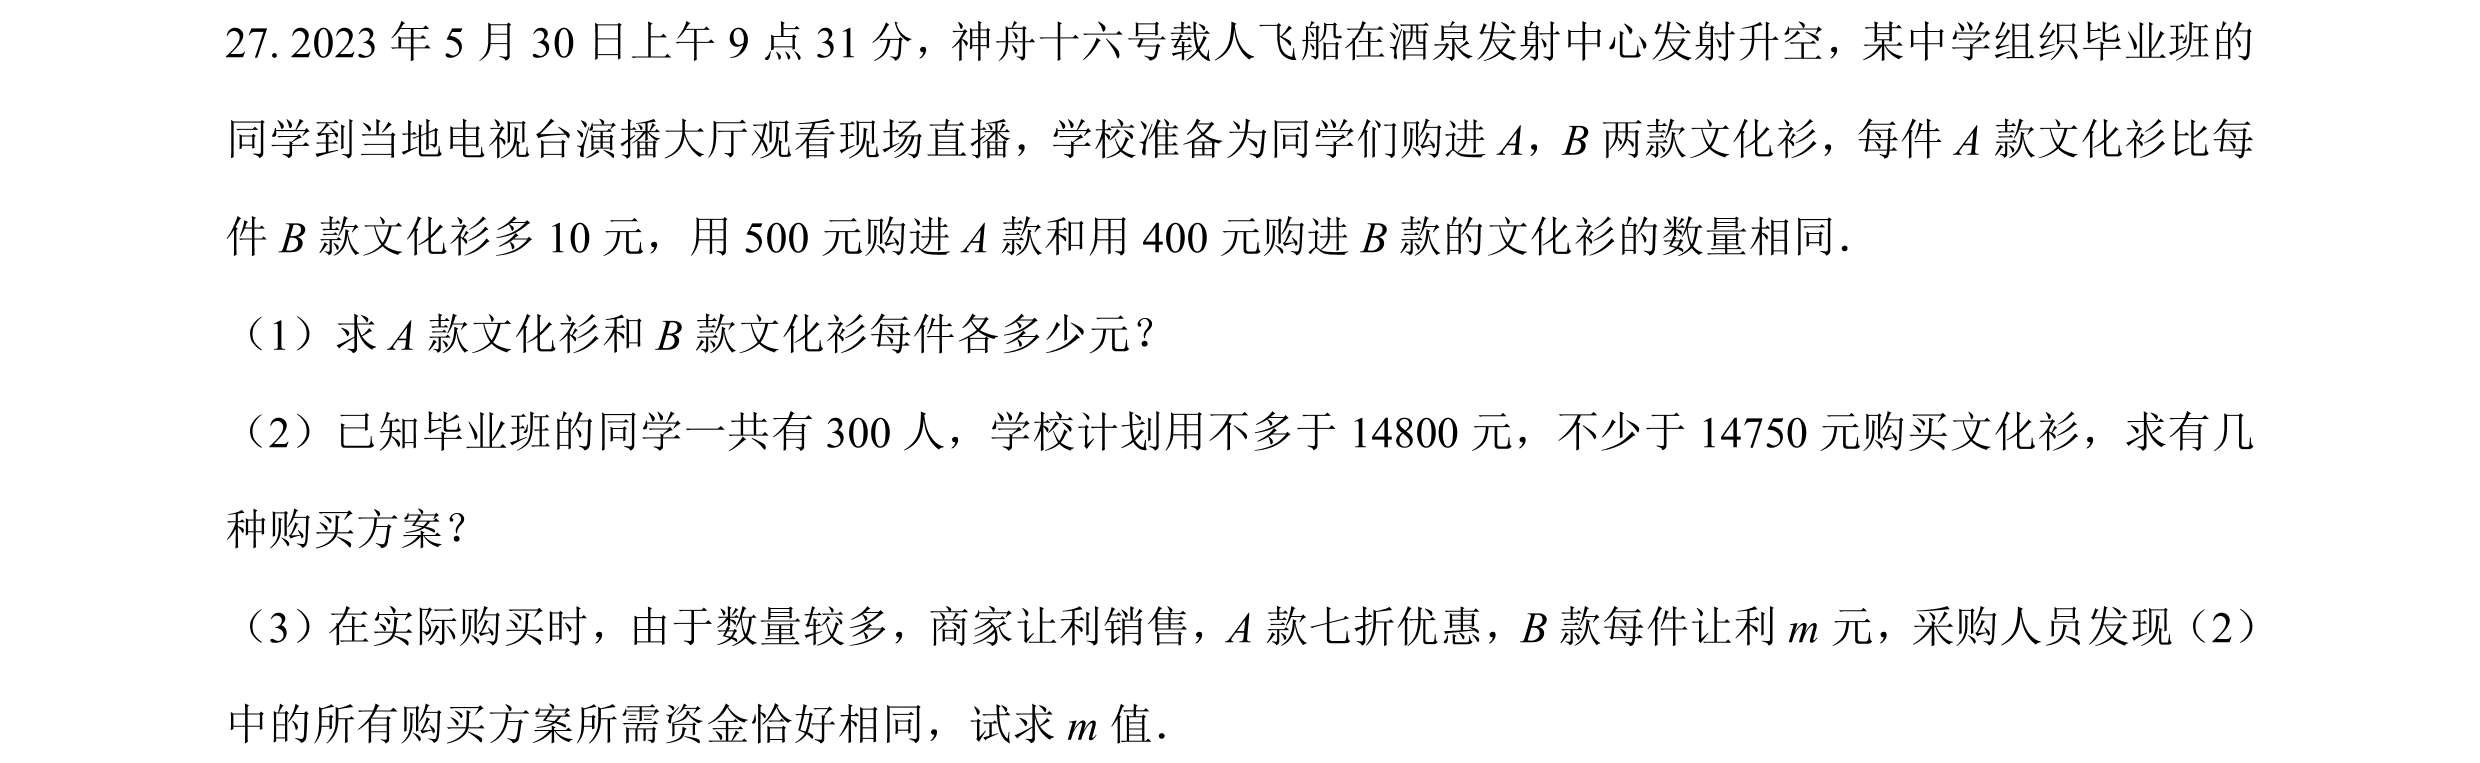 27. 2023 年 5 月 30 日上午 9 点 31 分，神舟十六号载人飞船在酒泉发射中心发射升空，某中学组织毕业班的
同学到当地电视台演播大厅观看现场直播，学校准备为同学们购进 A，B 两款文化衫，每件 A 款文化衫比每
件 B 款文化衫多 10 元，用 500 元购进 A 款和用 400 元购进 B 款的文化衫的数量相同．
（1）求 A 款文化衫和 B 款文化衫每件各多少元？
（2）已知毕业班的同学一共有 300 人，学校计划用不多于 14800 元，不少于 14750 元购买文化衫，求有几
种购买方案？
（3）在实际购买时，由于数量较多，商家让利销售，A 款七折优惠，B 款每件让利 m 元，采购人员发现（2）
中的所有购买方案所需资金恰好相同，试求 m 值．